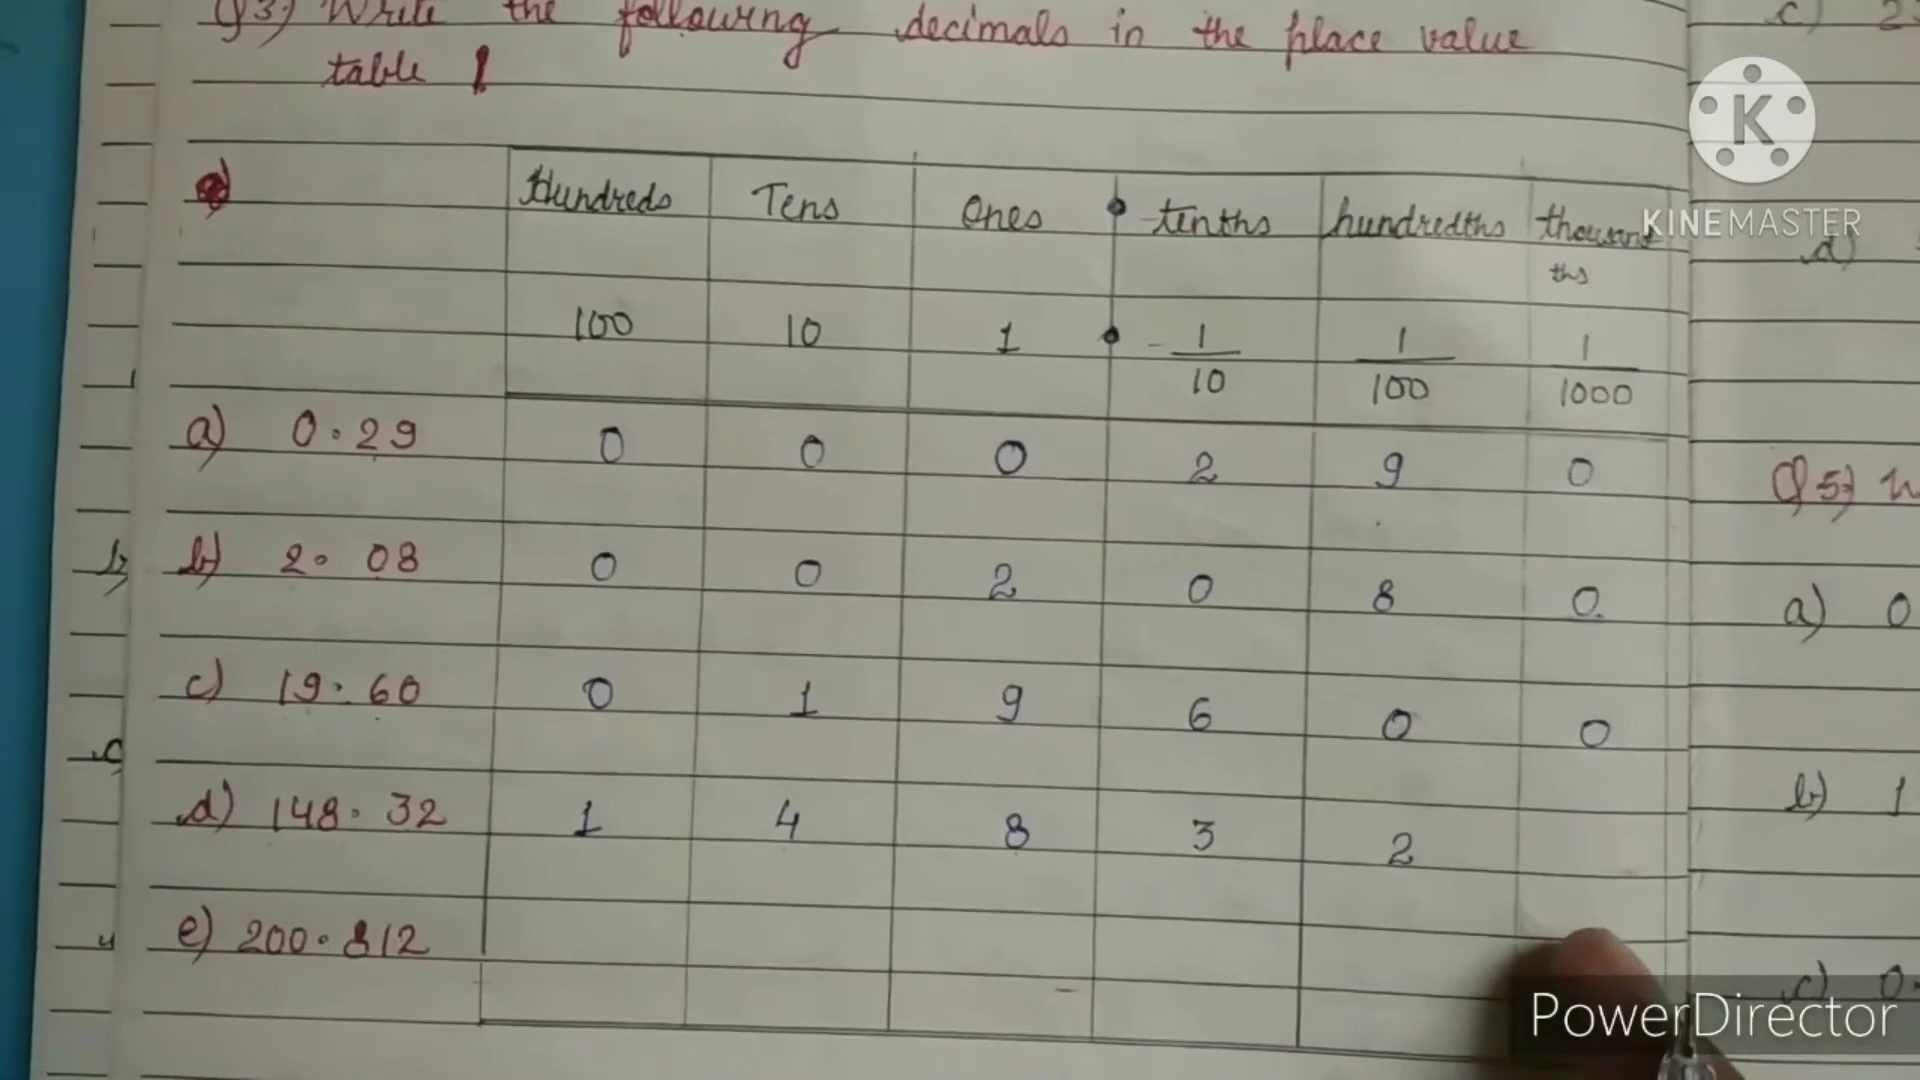 Q3) Write the following decimals in the place value
table
Hundreds Tens Ones • tenths hundredths thousand
ths
100 10 1 • 1/10 1/100 1/1000
a) 0.29 0 0 0 2 9 0
b) 2.08 0 0 2 0 8 0
c) 19.60 0 1 9 6 0 0
d) 148.32 1 4 8 3 2
e) 200.812
c) 2
d)
Q5)
a) 0
b) 1
c) 0.
KINEMASTER
PowerDirector